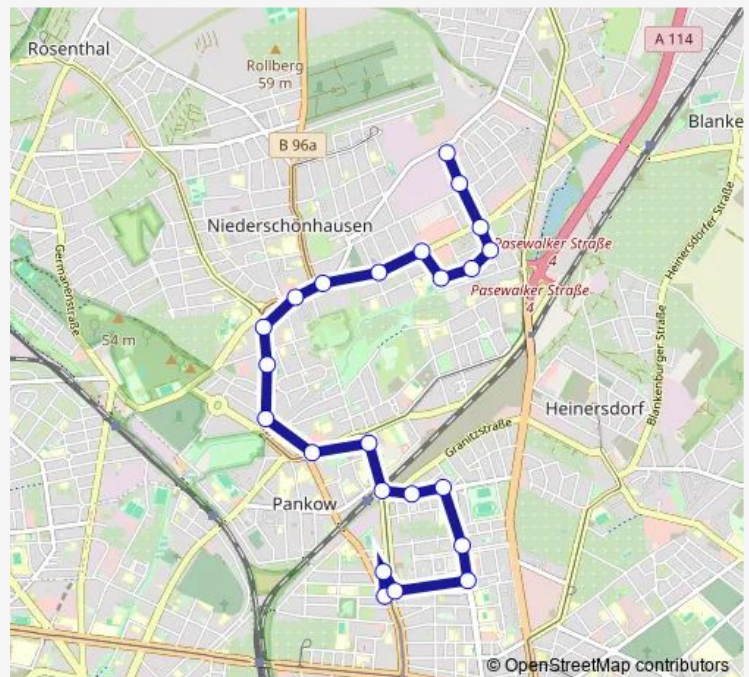 Rosenthal
A 114
Rollberg
59 m
Blanke
B 96a
Niederschönhausen
Pasewalker Straße
4
Germanenstraße
Heinersdorfer Straße
Pasewalker Straße
4
54 m
Blankenburger Straße
Heinersdorf
Granitzstraße
Pankow
© OpenStreetMap contributors